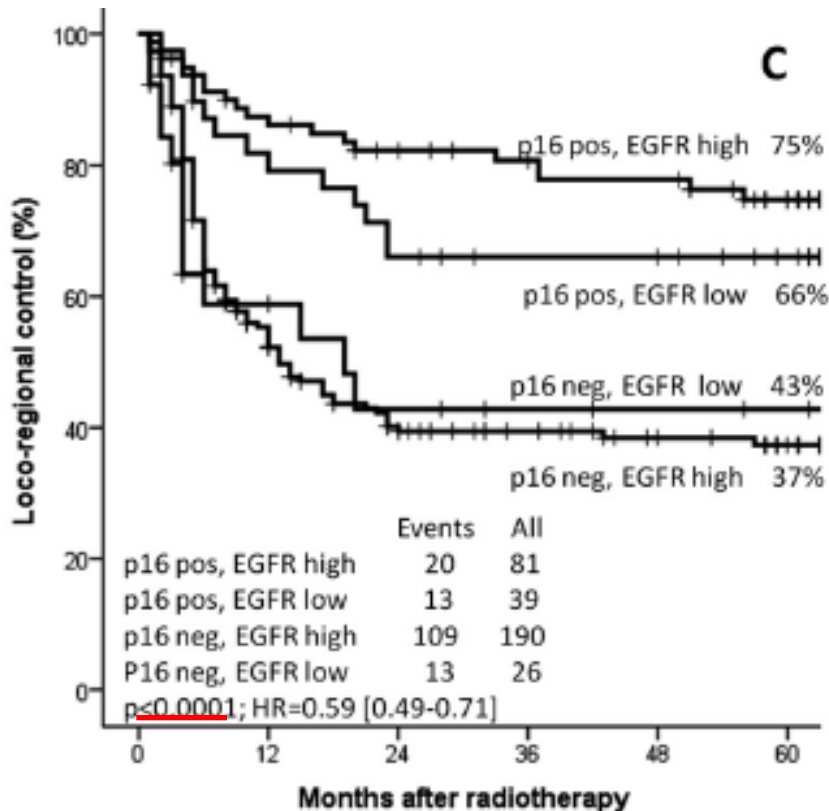 C
100
80
60
40
20
0
Loco-regional control (%)
p16 pos, EGFR high 75%
p16 pos, EGFR low 66%
p16 neg, EGFR low 43%
p16 neg, EGFR high 37%
Events All
p16 pos, EGFR high 20 81
p16 pos, EGFR low 13 39
p16 neg, EGFR high 109 190
P16 neg, EGFR low 13 26
p<0.0001; HR=0.59 [0.49-0.71]
0 12 24 36 48 60
Months after radiotherapy